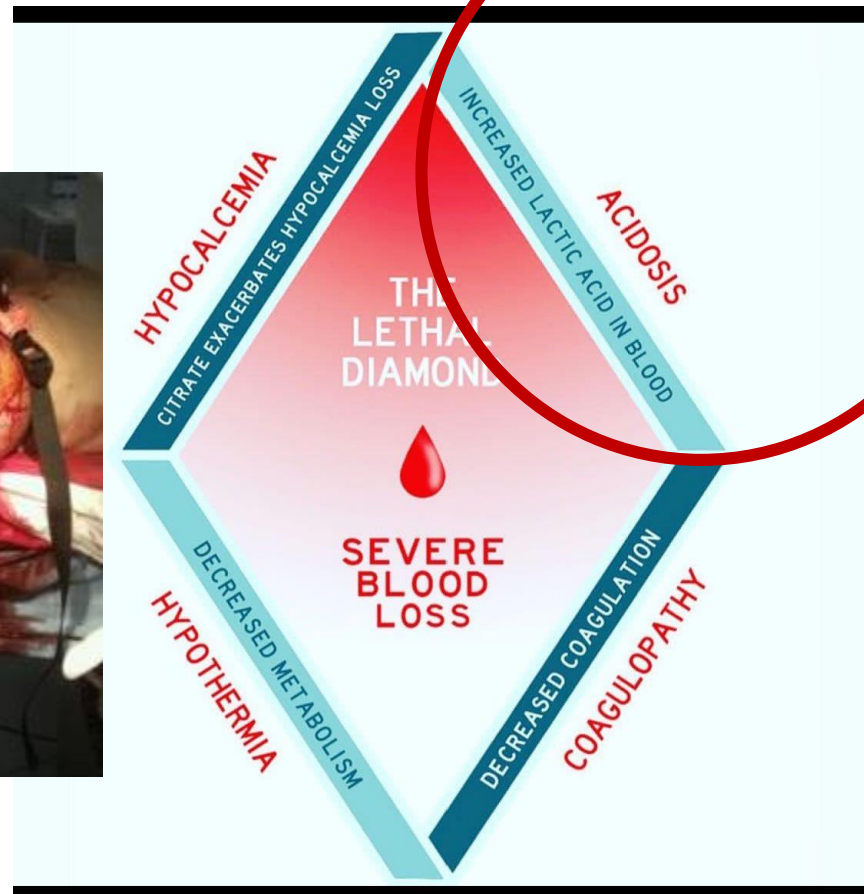 HYPOCALCEMIA
CITRATE EXACERBATES HYPOCALCEMIA LOSS
INCREASED LACTIC ACID IN BLOOD
ACIDOSIS
THE
LETHAL
DIAMOND
SEVERE
BLOOD
LOSS
HYPOTHERMIA
DECREASED METABOLISM
DECREASED COAGULATION
COAGULOPATHY